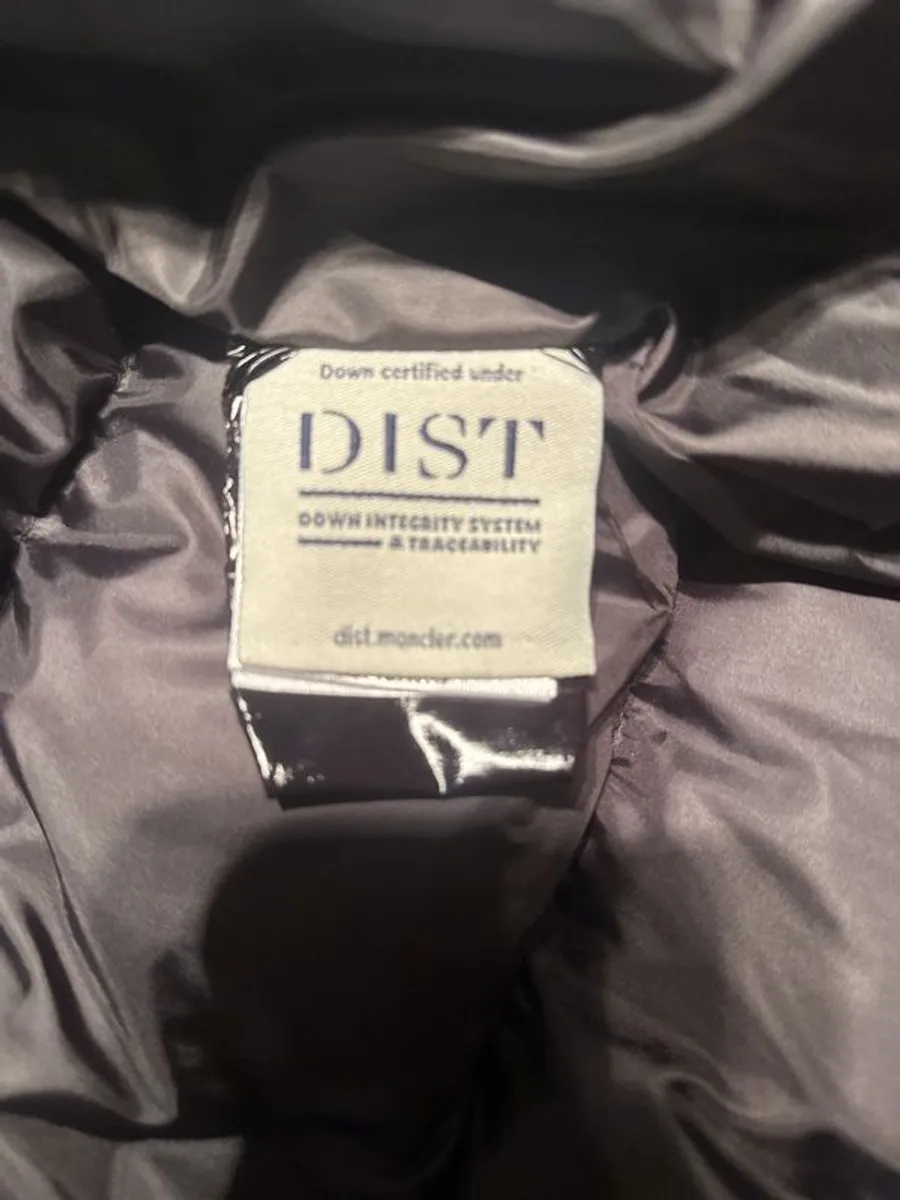 Down certified under
DIST
DOWN INTEGRITY SYSTEM
& TRACEABILITY
dist.moncler.com